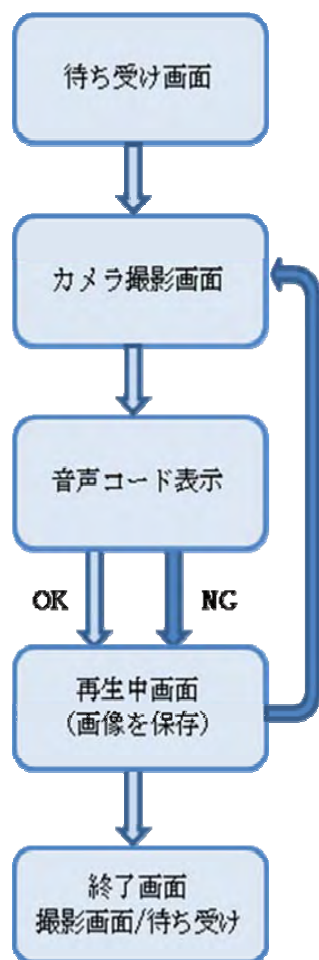 待ち受け画面
カメラ撮影画面
音声コード表示
OK NG
再生中画面
(画像を保存)
終了画面
撮影画面/待ち受け